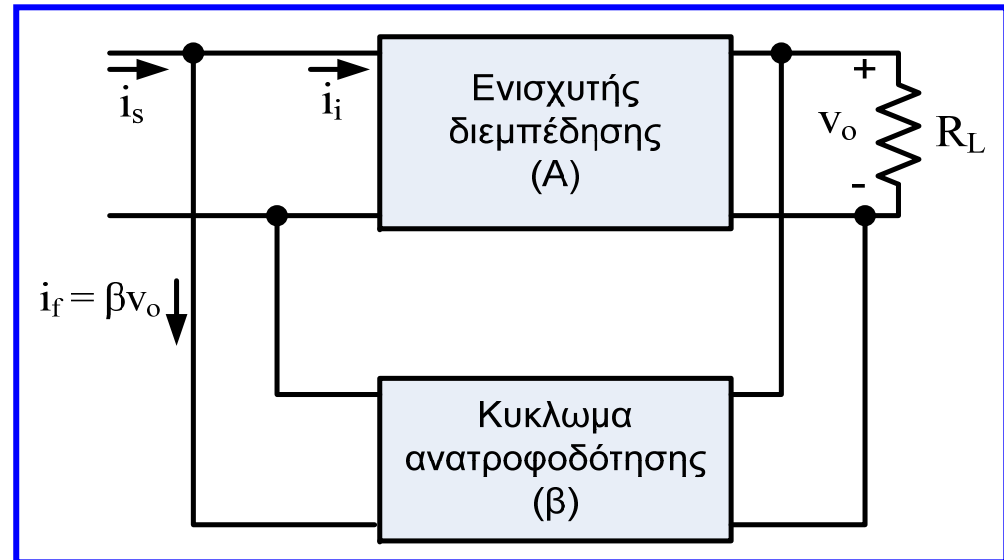 Ενισχυτής
διεμπέδησης
(A)
i_s
i_i
+
v_o
-
R_L
i_f = βv_o
Κυκλωμα
ανατροφοδότησης
(β)